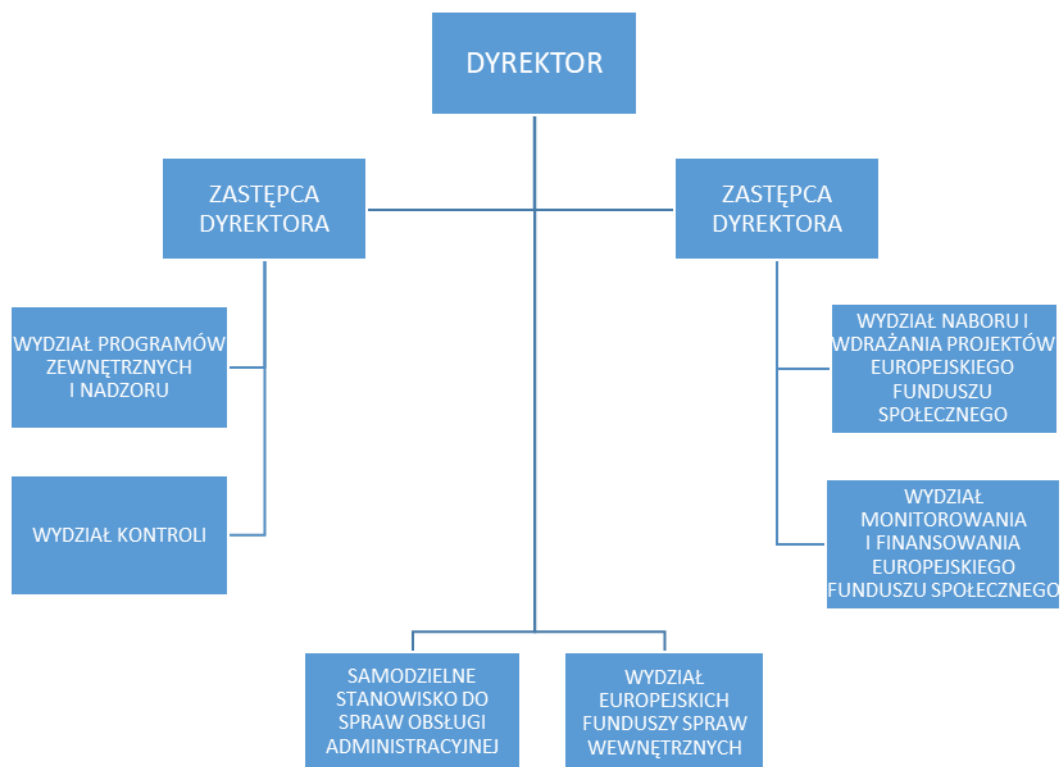 DYREKTOR
ZASTĘPCA
DYREKTORA
ZASTĘPCA
DYREKTORA
WYDZIAŁ PROGRAMÓW
ZEWNĘTRZNYCH
I NADZORU
WYDZIAŁ NABORU I
WDRAŻANIA PROJEKTÓW
EUROPEJSKIEGO
FUNDUSZU
SPOŁECZNEGO
WYDZIAŁ KONTROLI
WYDZIAŁ
MONITOROWANIA
I FINANSOWANIA
EUROPEJSKIEGO
FUNDUSZU SPOŁECZNEGO
SAMODZIELNE
STANOWISKO DO
SPRAW OBSŁUGI
ADMINISTRACYJNEJ
WYDZIAŁ
EUROPEJSKICH
FUNDUSZY SPRAW
WEWNĘTRZNYCH